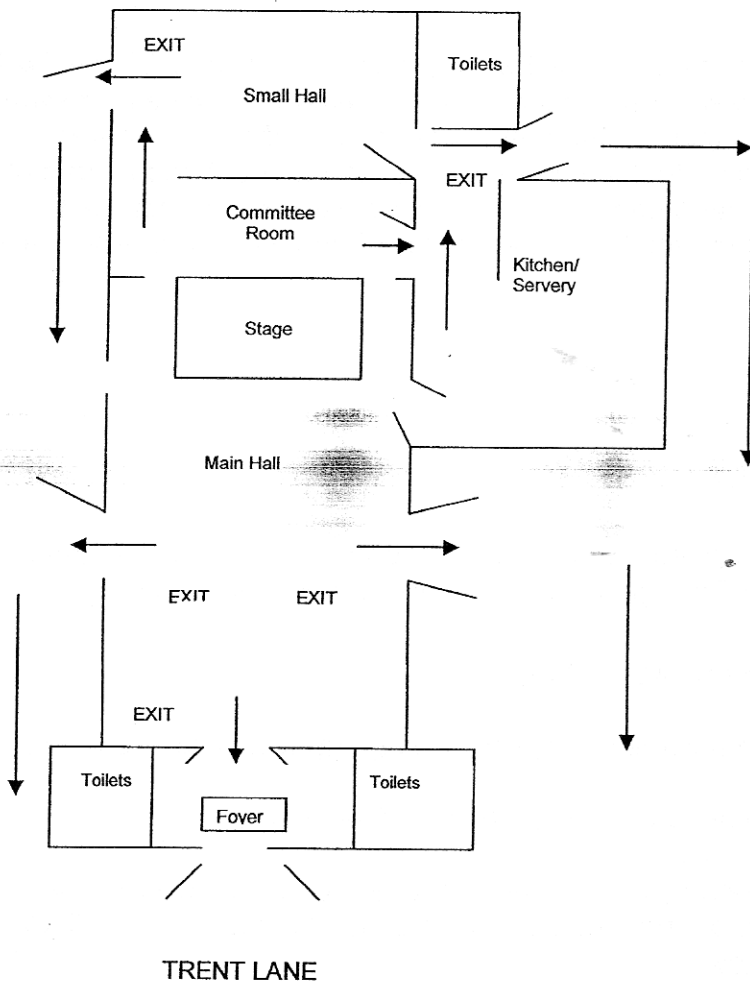 EXIT
Toilets
Small Hall
EXIT
Committee
Room
Kitchen/
Servery
Stage
Main Hall
EXIT
EXIT
EXIT
Toilets
Toilets
Foyer
TRENT LANE